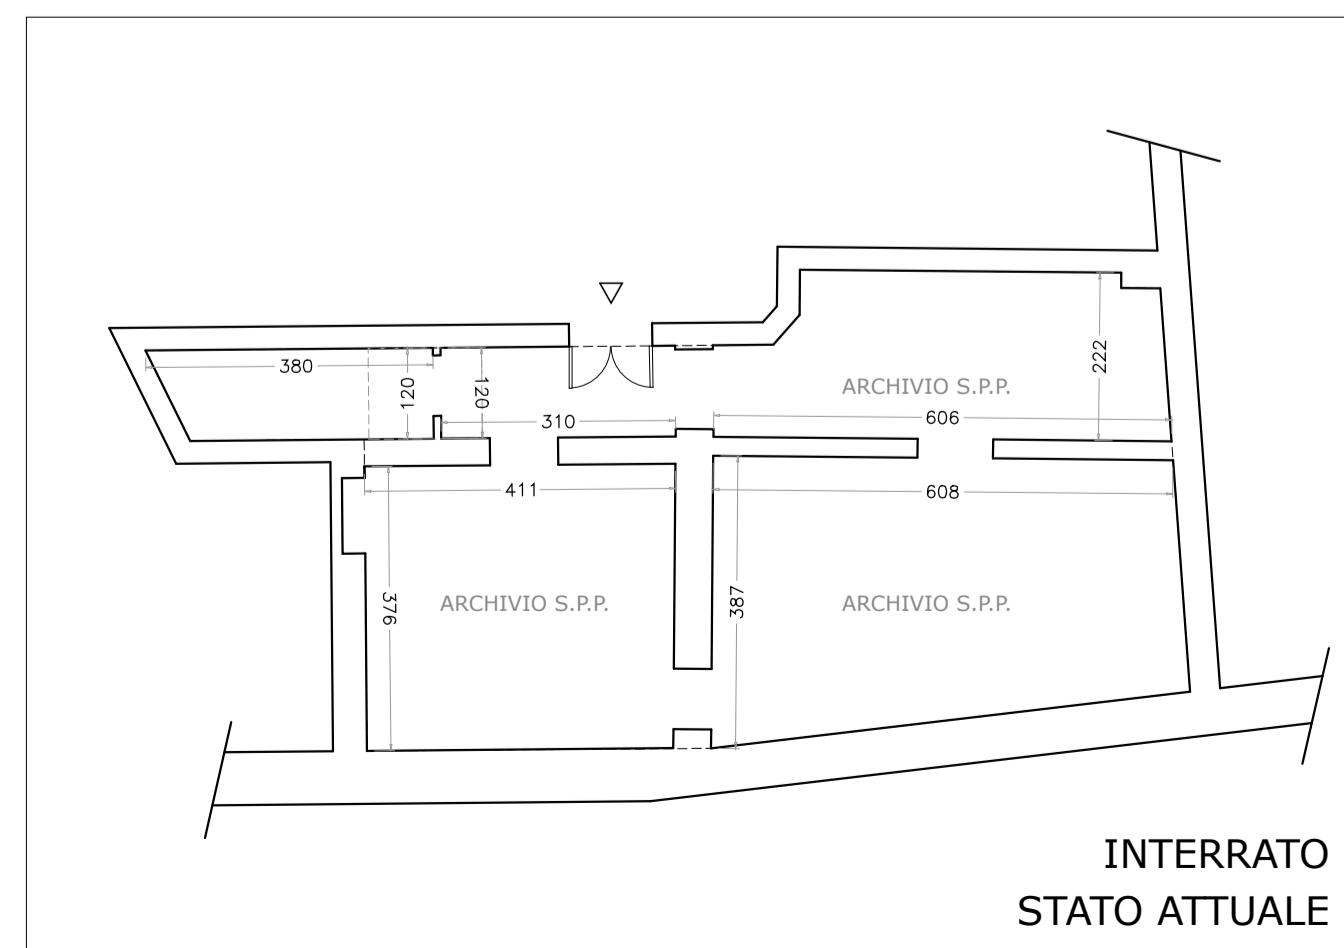 222
380
ARCHIVIO S.P.P.
120
120
310
606
411
608
376
387
ARCHIVIO S.P.P.
ARCHIVIO S.P.P.
INTERRATO
STATO ATTUALE